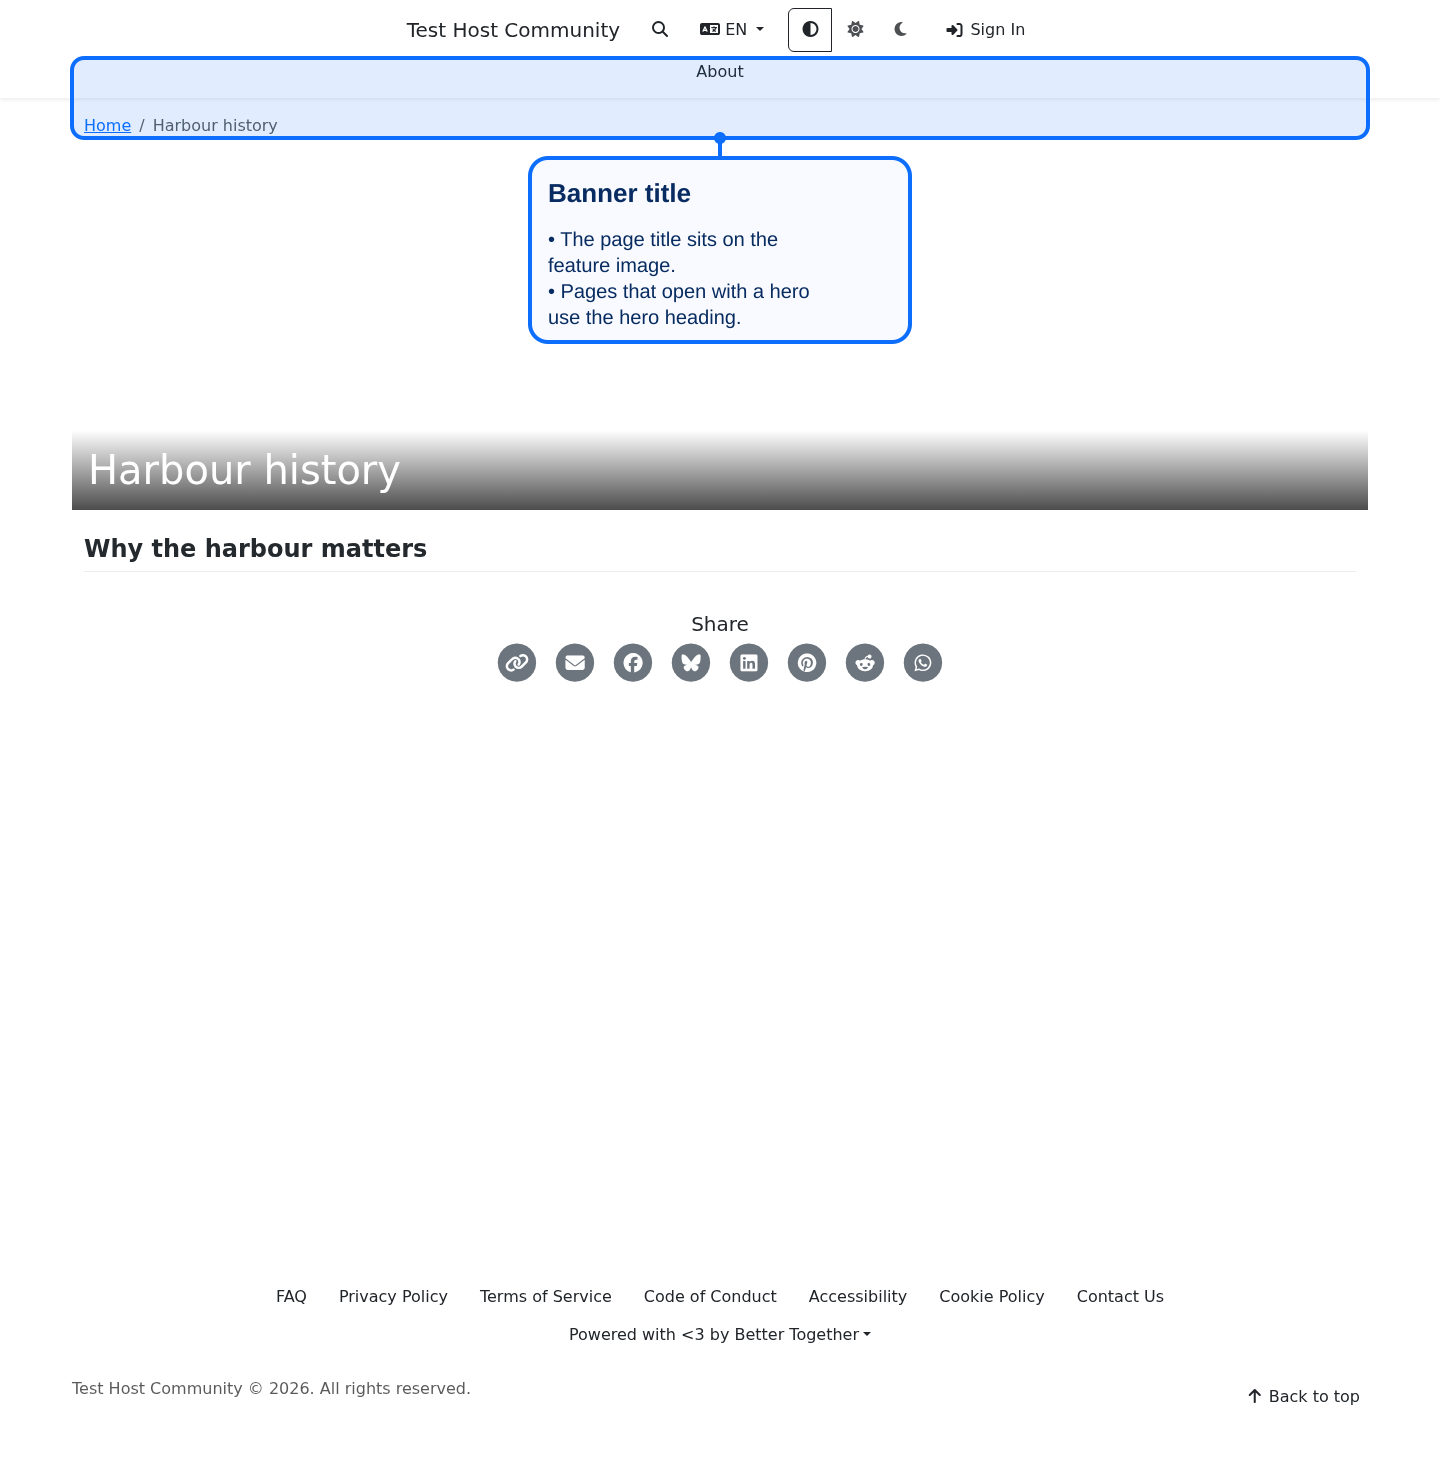 Test Host Community
EN
Sign In
About
Home / Harbour history
Banner title
• The page title sits on the
feature image.
• Pages that open with a hero
use the hero heading.
Harbour history
Why the harbour matters
Share
FAQ
Privacy Policy
Terms of Service
Code of Conduct
Accessibility
Cookie Policy
Contact Us
Powered with <3 by Better Together
Test Host Community © 2026. All rights reserved.
Back to top